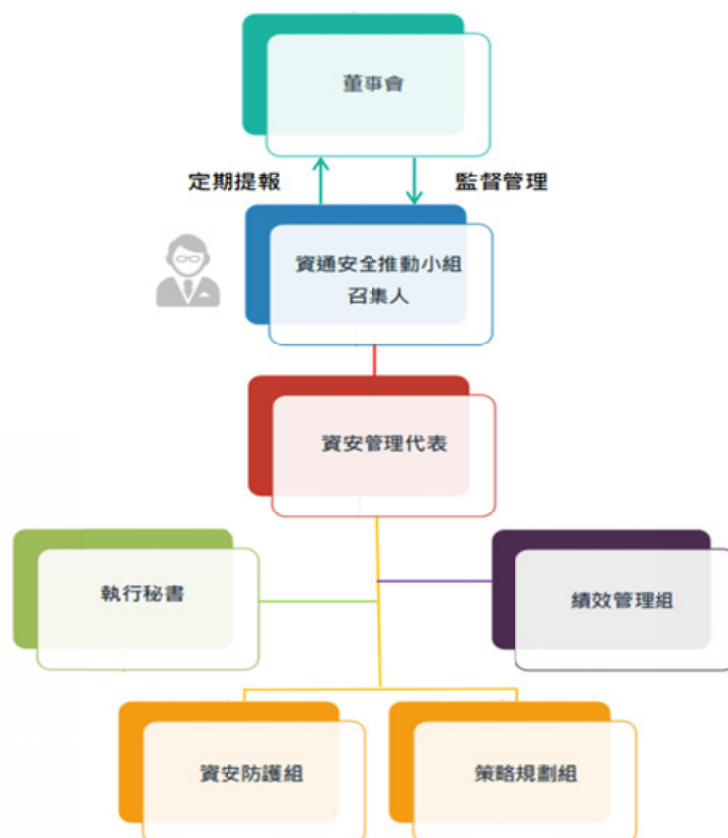 董事會
定期提報
監督管理
資通安全推動小組
召集人
資安管理代表
執行秘書
績效管理組
資安防護組
策略規劃組